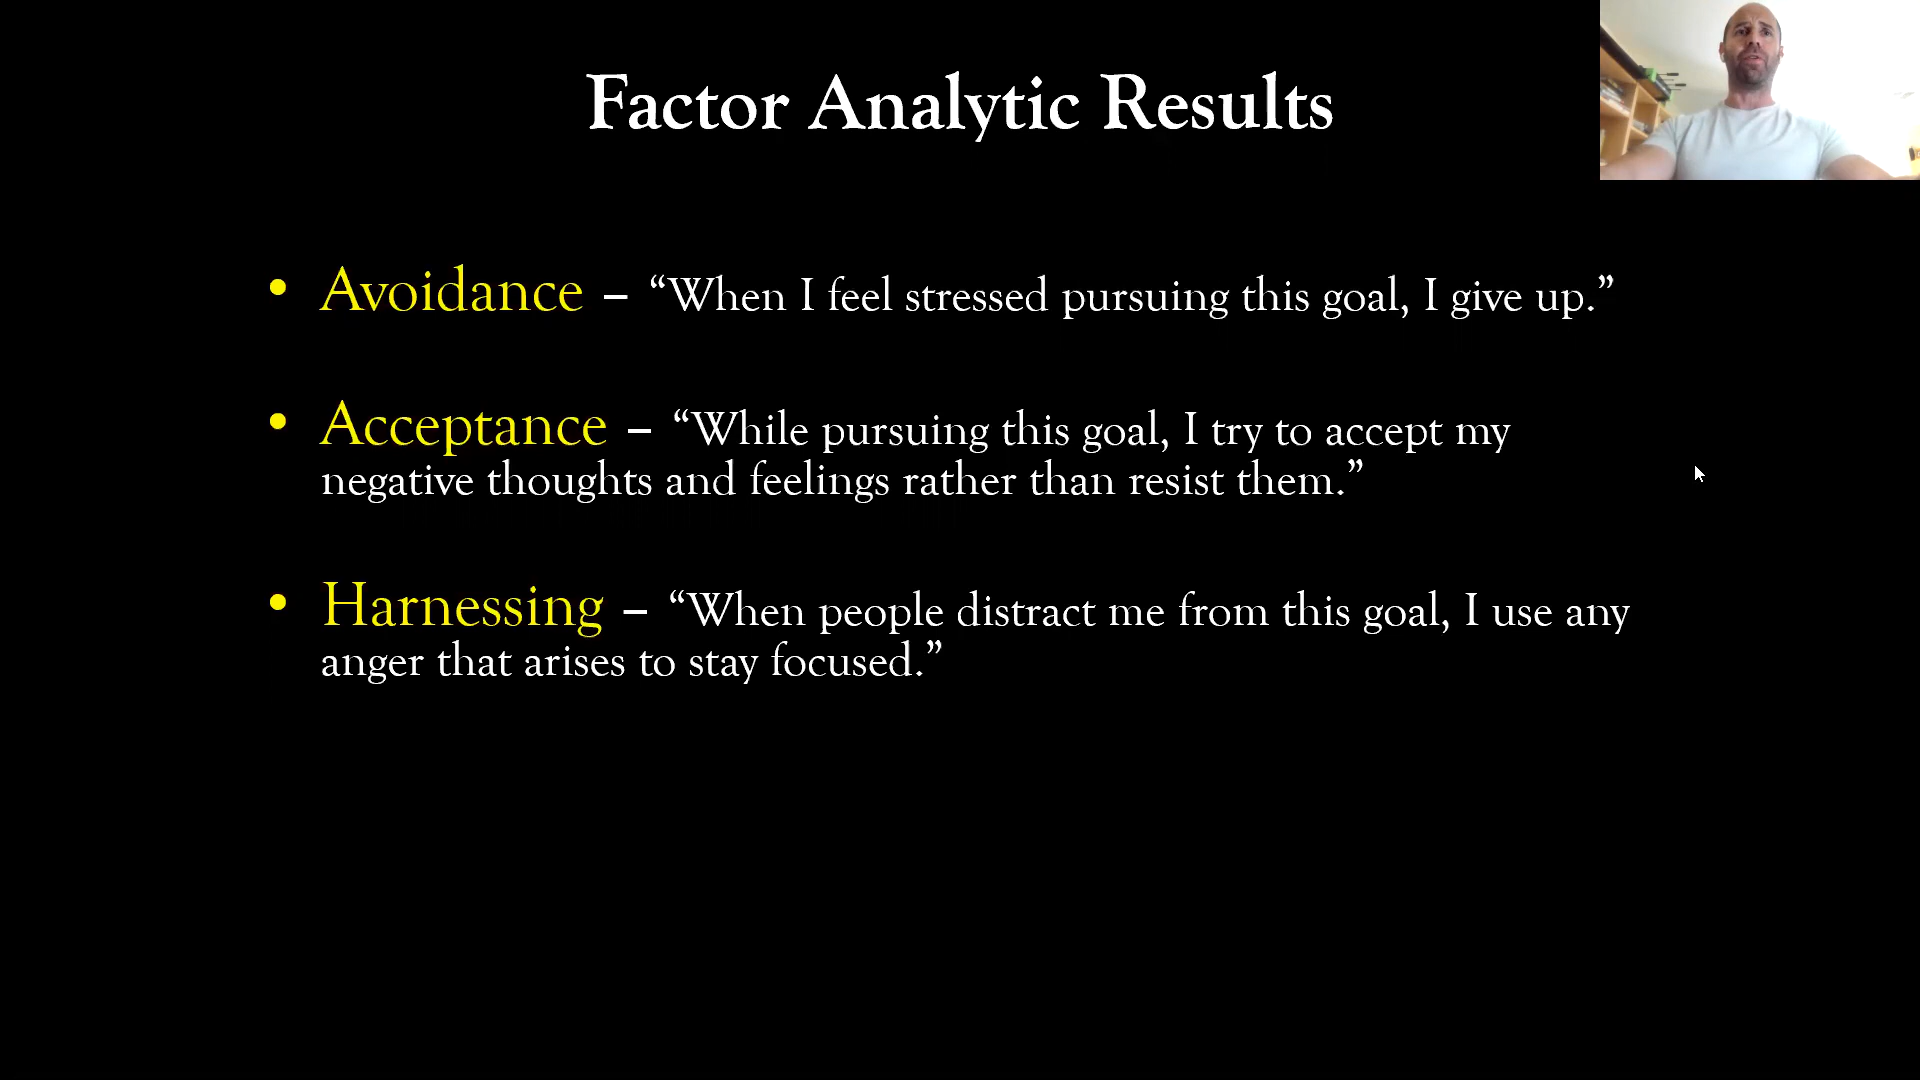 Factor Analytic Results
• Avoidance – “When I feel stressed pursuing this goal, I give up.”
• Acceptance – “While pursuing this goal, I try to accept my
negative thoughts and feelings rather than resist them.”
• Harnessing – “When people distract me from this goal, I use any
anger that arises to stay focused.”